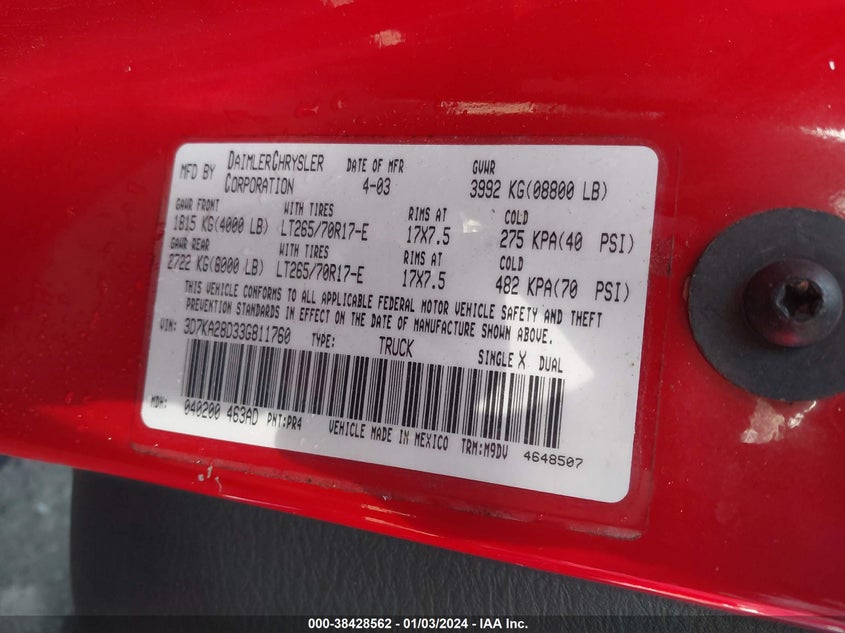 MFD BY DAIMLERCHRYSLER CORPORATION DATE OF MFR 4-03 GVWR 3992 KG(08800 LB)
GAWR FRONT WITH TIRES RIMS AT COLD
1815 KG(4000 LB) LT265/70R17-E 17X7.5 275 KPA(40 PSI)
GAWR REAR WITH TIRES RIMS AT COLD
2722 KG(6000 LB) LT265/70R17-E 17X7.5 482 KPA(70 PSI)
THIS VEHICLE CONFORMS TO ALL APPLICABLE FEDERAL MOTOR VEHICLE SAFETY AND THEFT
PREVENTION STANDARDS IN EFFECT ON THE DATE OF MANUFACTURE SHOWN ABOVE.
VIN: 3D7KA28D33G811760 TYPE: TRUCK SINGLE X DUAL
MDH: 040200 463AD PNT:PR4 VEHICLE MADE IN MEXICO TRM:M9DV 4648507
000-38428562 - 01/03/2024 - IAA Inc.